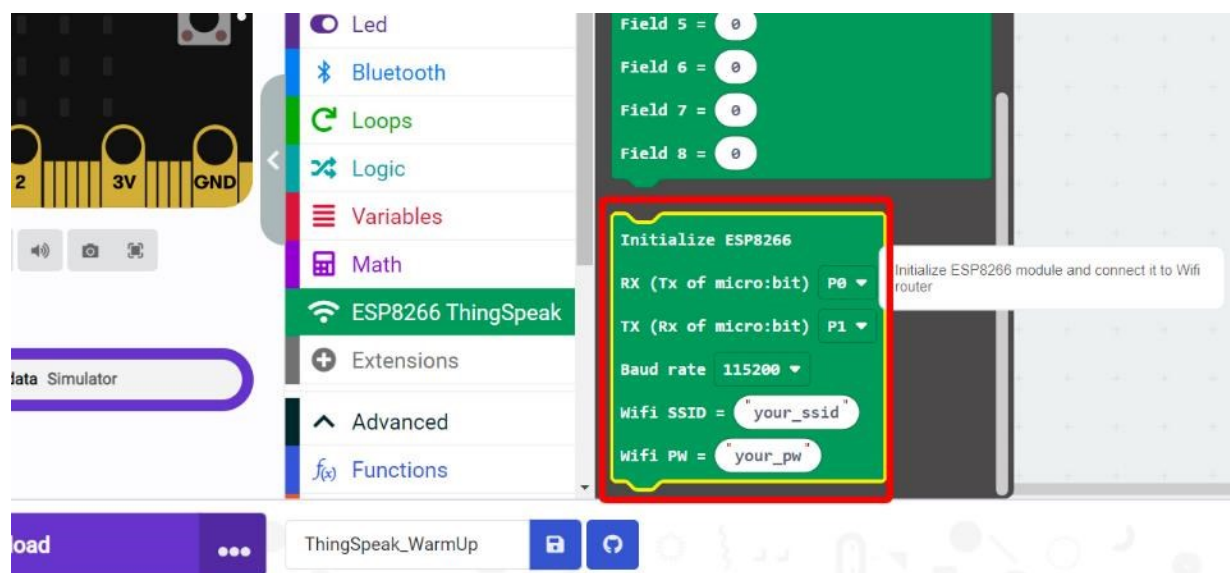 Led
Bluetooth
Loops
Logic
Variables
Math
ESP8266 ThingSpeak
Extensions
Advanced
f(x) Functions
Field 5 = 0
Field 6 = 0
Field 7 = 0
Field 8 = 0
Initialize ESP8266
RX (Tx of micro:bit) P0
TX (Rx of micro:bit) P1
Baud rate 115200
Wifi SSID = "your_ssid"
Wifi PW = "your_pw"
Initialize ESP8266 module and connect it to Wifi
router
2 3V GND
data Simulator
load
ThingSpeak_WarmUp